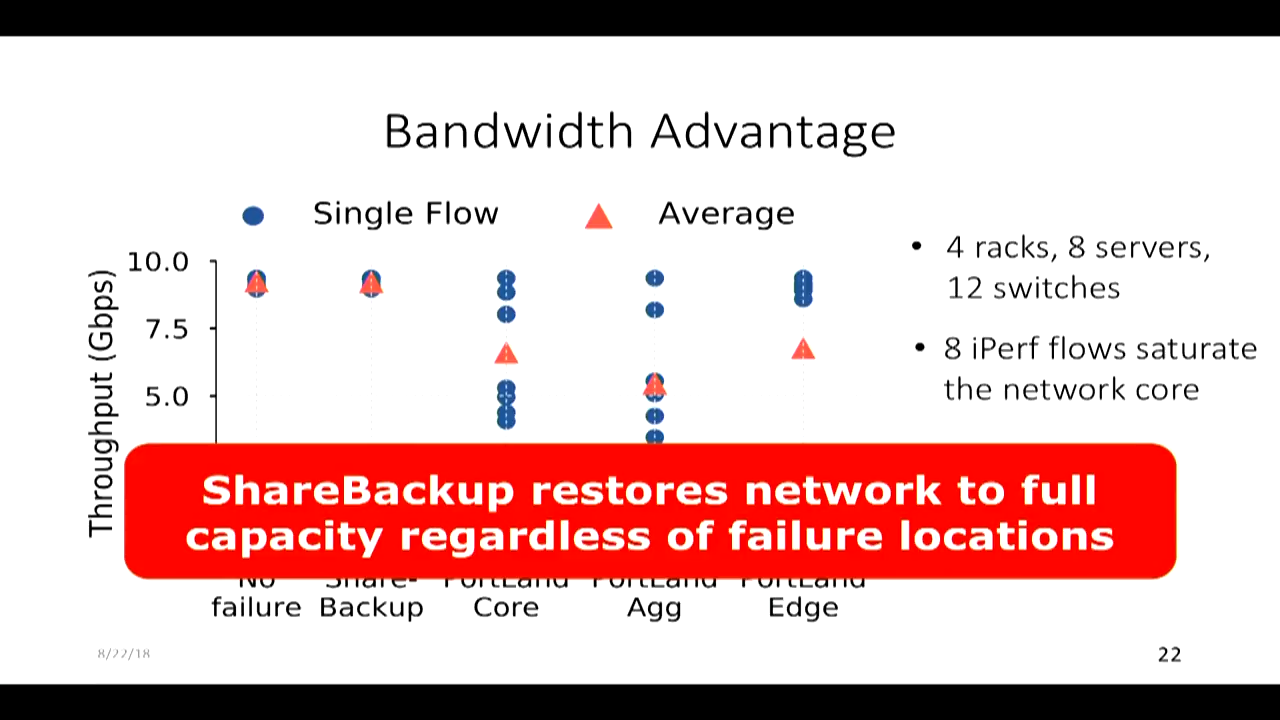 Bandwidth Advantage
Single Flow
Average
Throughput (Gbps)
10.0
7.5
5.0
• 4 racks, 8 servers,
12 switches
• 8 iPerf flows saturate
the network core
ShareBackup restores network to full
capacity regardless of failure locations
No Share- PortLand PortLand PortLand
failure Backup Core Agg Edge
8/22/18
22